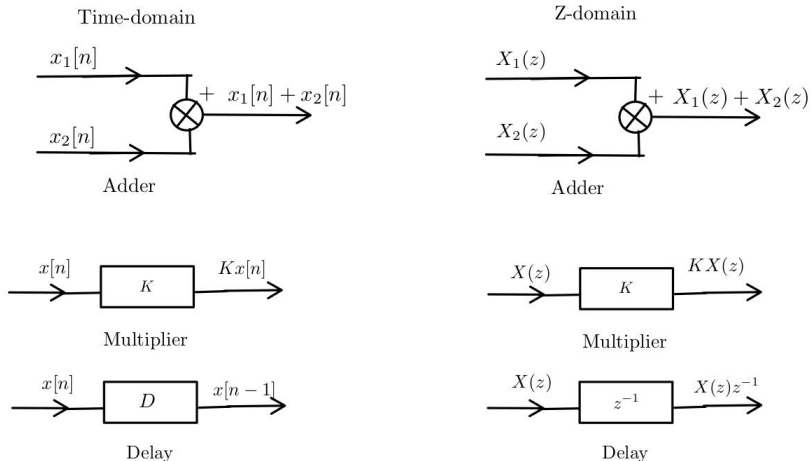 Time-domain
x₁[n]
+ x₁[n] + x₂[n]
x₂[n]
Adder
x[n]
K
Kx[n]
Multiplier
x[n]
D
x[n − 1]
Delay
Z-domain
X₁(z)
+ X₁(z) + X₂(z)
X₂(z)
Adder
X(z)
K
KX(z)
Multiplier
X(z)
z⁻¹
X(z)z⁻¹
Delay